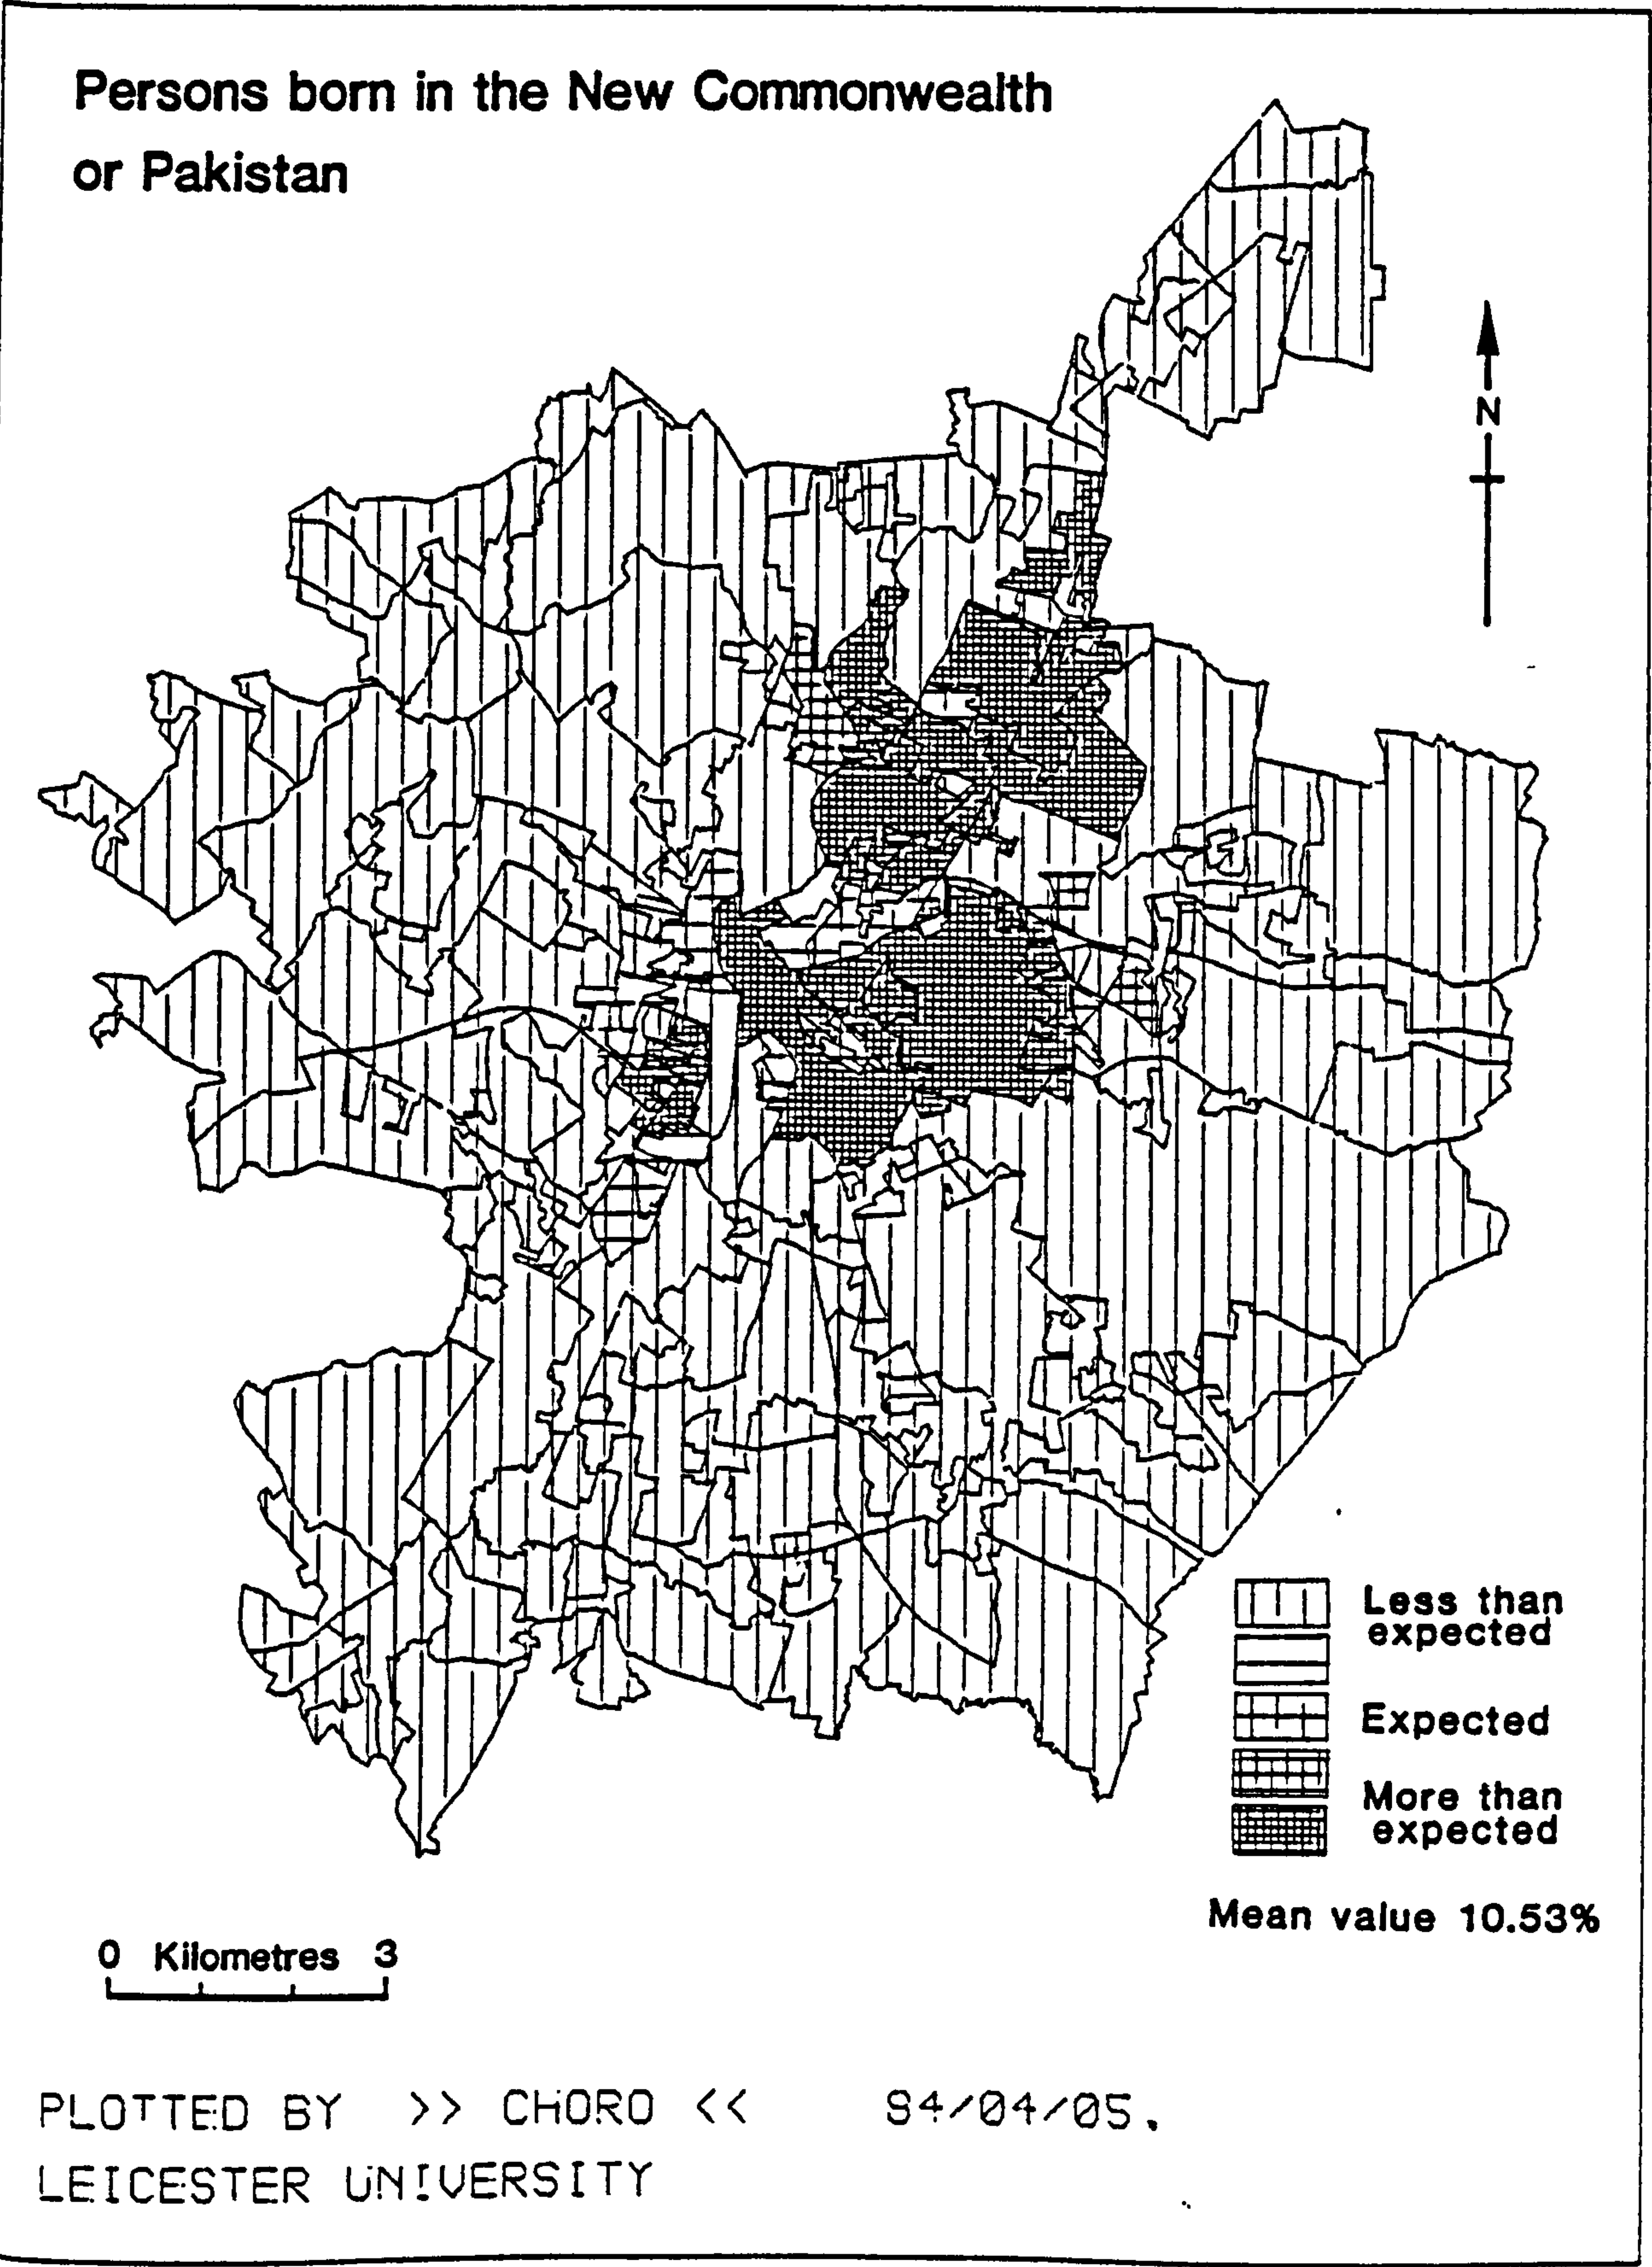 Persons born in the New Commonwealth
or Pakistan
N
Less than
expected
Expected
More than
expected
Mean value 10.53%
0 Kilometres 3
PLOTTED BY >> CHORO << 84/04/05.
LEICESTER UNIVERSITY